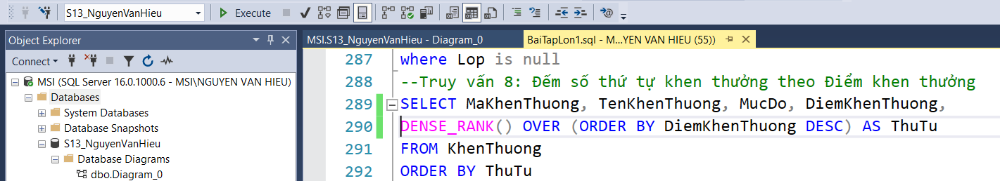 S13_NguyenVanHieu
Execute
Object Explorer
Connect
MSI (SQL Server 16.0.1000.6 - MSI\NGUYEN VAN HIEU)
Databases
System Databases
Database Snapshots
S13_NguyenVanHieu
Database Diagrams
dbo.Diagram_0
MSI.S13_NguyenVanHieu - Diagram_0
BaiTapLon1.sql - M...YEN VAN HIEU (55))
287 where Lop is null
288 --Truy vấn 8: Đếm số thứ tự khen thưởng theo Điểm khen thưởng
289 SELECT MaKhenThuong, TenKhenThuong, MucDo, DiemKhenThuong,
290 DENSE_RANK() OVER (ORDER BY DiemKhenThuong DESC) AS ThuTu
291 FROM KhenThuong
292 ORDER BY ThuTu